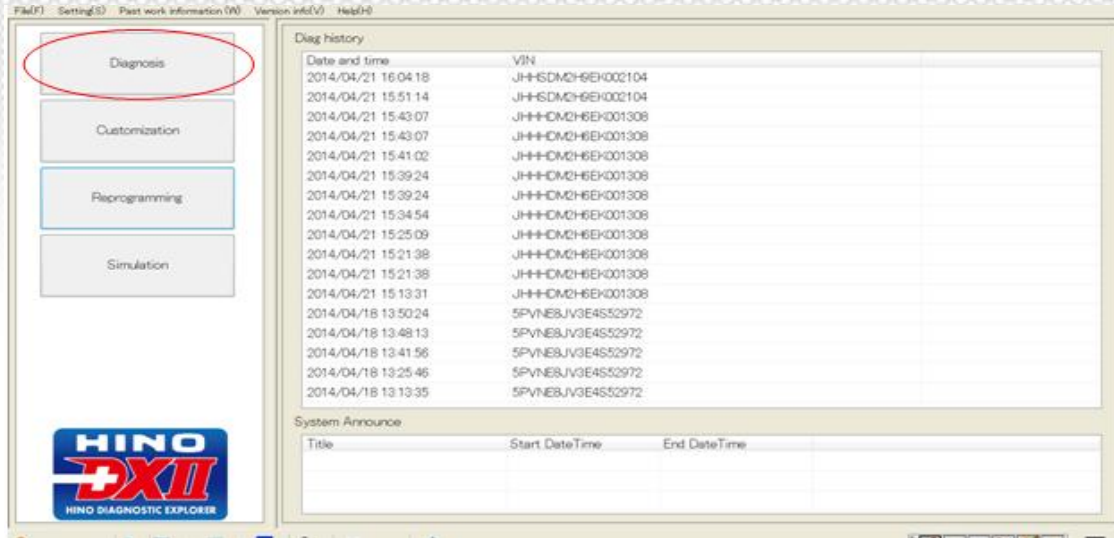 File(F) Setting(S) Past work information (W) Version info(V) Help(H)
Diagnosis
Customization
Reprogramming
Simulation
HINO
DXII
HINO DIAGNOSTIC EXPLORER
Diag history
Date and time VIN
2014/04/21 16:04:18 JHHSDM2H9EK002104
2014/04/21 15:51:14 JHHSDM2H9EK002104
2014/04/21 15:43:07 JHHHDM2H6EK001308
2014/04/21 15:43:07 JHHHDM2H6EK001308
2014/04/21 15:41:02 JHHHDM2H6EK001308
2014/04/21 15:39:24 JHHHDM2H6EK001308
2014/04/21 15:39:24 JHHHDM2H6EK001308
2014/04/21 15:34:54 JHHHDM2H6EK001308
2014/04/21 15:25:09 JHHHDM2H6EK001308
2014/04/21 15:21:38 JHHHDM2H6EK001308
2014/04/21 15:21:38 JHHHDM2H6EK001308
2014/04/21 15:13:31 JHHHDM2H6EK001308
2014/04/18 13:50:24 5PVNE8JV3E4S52972
2014/04/18 13:48:13 5PVNE8JV3E4S52972
2014/04/18 13:41:56 5PVNE8JV3E4S52972
2014/04/18 13:25:46 5PVNE8JV3E4S52972
2014/04/18 13:13:35 5PVNE8JV3E4S52972
System Announce
Title Start DateTime End DateTime